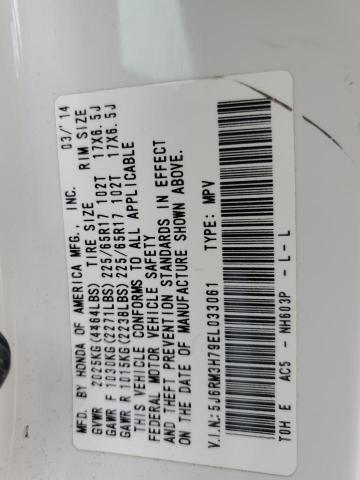 MFD. BY HONDA OF AMERICA MFG., INC. 03/'14
GVWR 2025KG(4464LBS) TIRE SIZE RIM SIZE
GAWR F 1030KG(2271LBS) 225/65R17 102T 17X6.5J
GAWR R 1015KG(2238LBS) 225/65R17 102T 17X6.5J
THIS VEHICLE CONFORMS TO ALL APPLICABLE
FEDERAL MOTOR VEHICLE SAFETY
AND THEFT PREVENTION STANDARDS IN EFFECT
ON THE DATE OF MANUFACTURE SHOWN ABOVE.
V.I.N.: 5J6RM3H79EL033061 TYPE: MPV
T0H E AC5 - NH603P - L - L